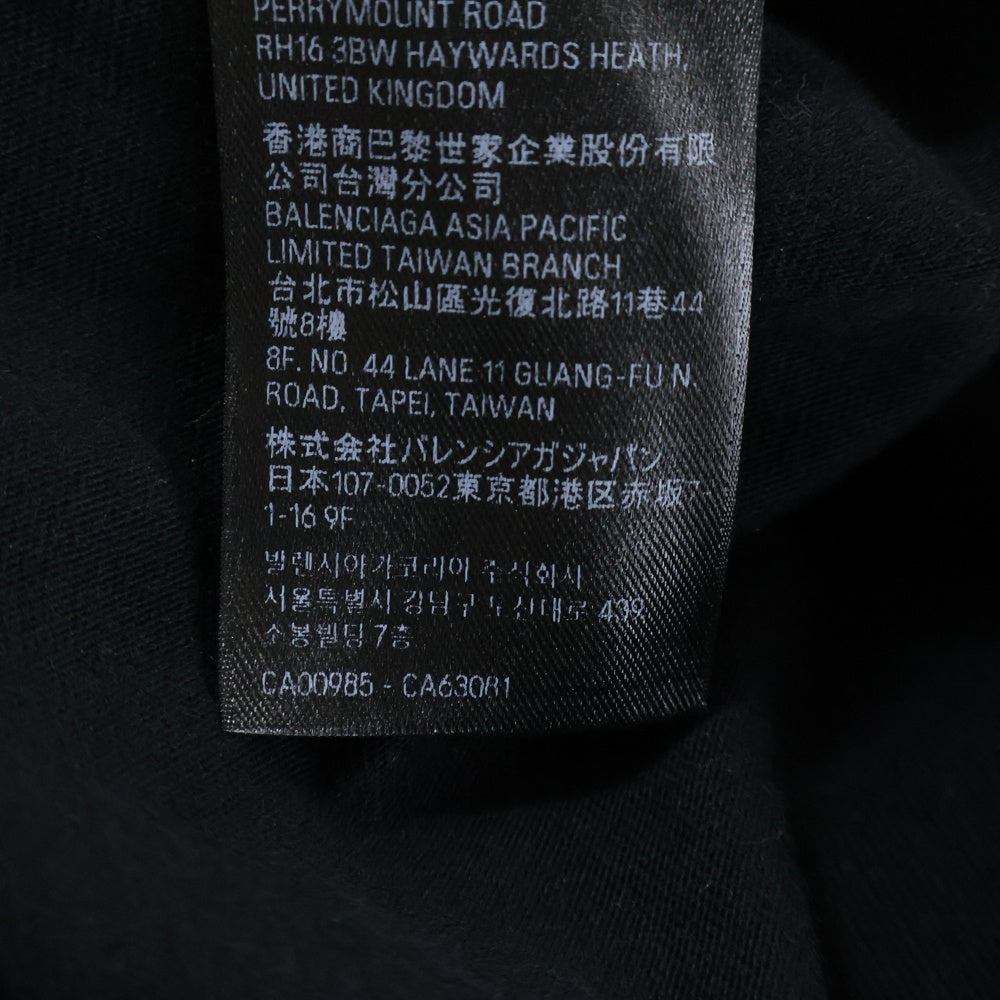 PERRYMOUNT ROAD
RH16 3BW HAYWARDS HEATH,
UNITED KINGDOM
香港商巴黎世家企業股份有限
公司台灣分公司
BALENCIAGA ASIA PACIFIC
LIMITED TAIWAN BRANCH
台北市松山區光復北路11巷44
號8樓
8F. NO. 44 LANE 11 GUANG-FU N.
ROAD, TAPEI, TAIWAN
株式会社バレンシアガジャパン
日本107-0052東京都港区赤坂
1-16 9F
발렌시아가코리아 주식회사
서울특별시 강남구 도산대로 439,
소봉빌딩 7층
CA00985 - CA63081